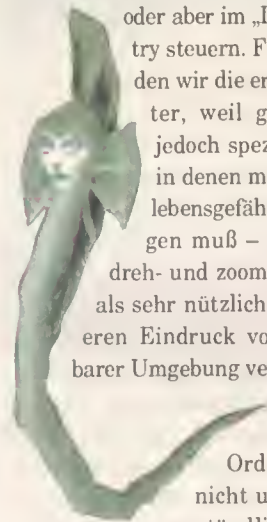 oder aber im „D
try steuern. F
den wir die er
ter, weil g
jedoch spez
in denen m
lebensgefäh
gen muß –
dreh- und zoom
als sehr nützlich
eren Eindruck vo
barer Umgebung ve
Ord
nicht u